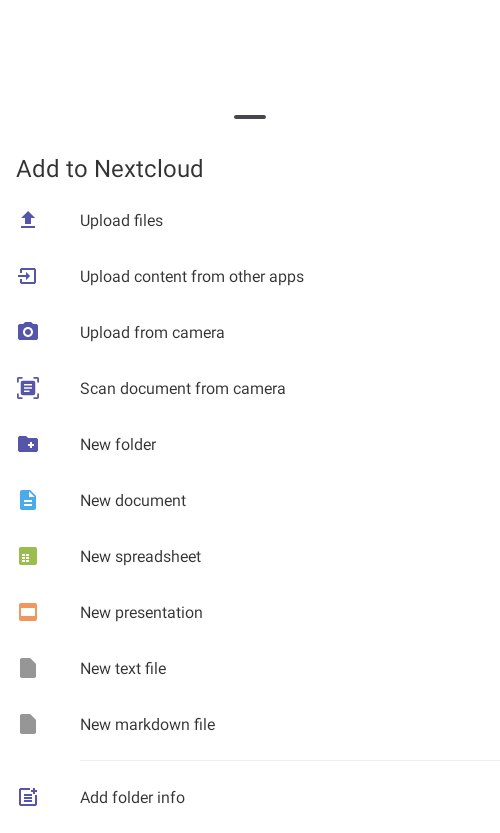 Add to Nextcloud
Upload files
Upload content from other apps
Upload from camera
Scan document from camera
New folder
New document
New spreadsheet
New presentation
New text file
New markdown file
Add folder info